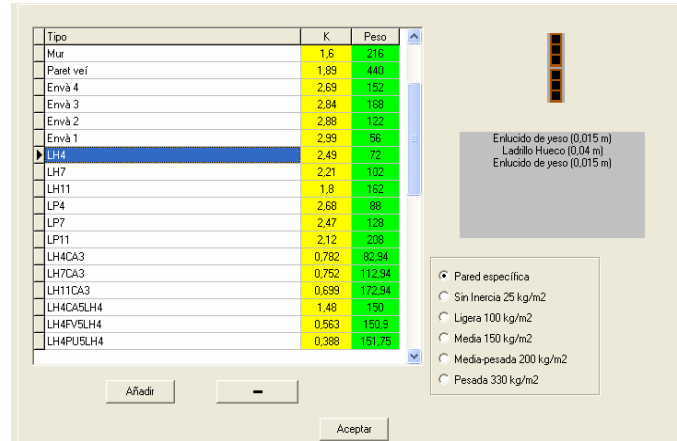 Tipo K Peso
Mur 1,6 216
Paret veí 1,89 440
Envà 4 2,69 152
Envà 3 2,84 168
Envà 2 2,88 122
Envà 1 2,99 56
LH4 2,49 72
LH7 2,21 102
LH11 1,8 162
LP4 2,68 88
LP7 2,47 128
LP11 2,12 208
LH4CA3 0,782 82,94
LH7CA3 0,752 112,94
LH11CA3 0,699 172,94
LH4CA5LH4 1,48 150
LH4FV5LH4 0,563 150,9
LH4PU5LH4 0,388 151,75
Enlucido de yeso (0,015 m)
Ladrillo Hueco (0,04 m)
Enlucido de yeso (0,015 m)
Pared específica
Sin Inercia 25 kg/m2
Ligera 100 kg/m2
Media 150 kg/m2
Media-pesada 200 kg/m2
Pesada 330 kg/m2
Añadir
Aceptar